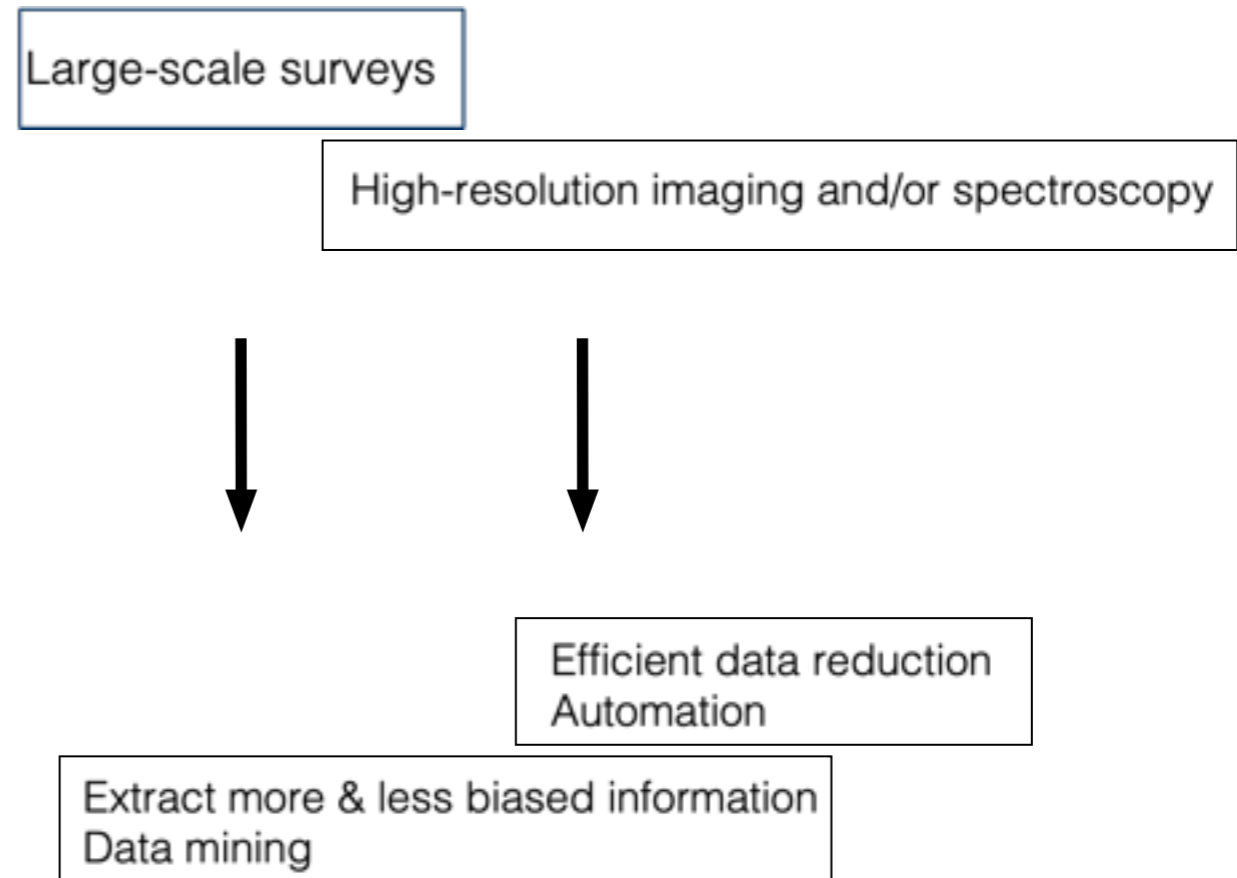 Large-scale surveys
High-resolution imaging and/or spectroscopy
Efficient data reduction
Automation
Extract more & less biased information
Data mining